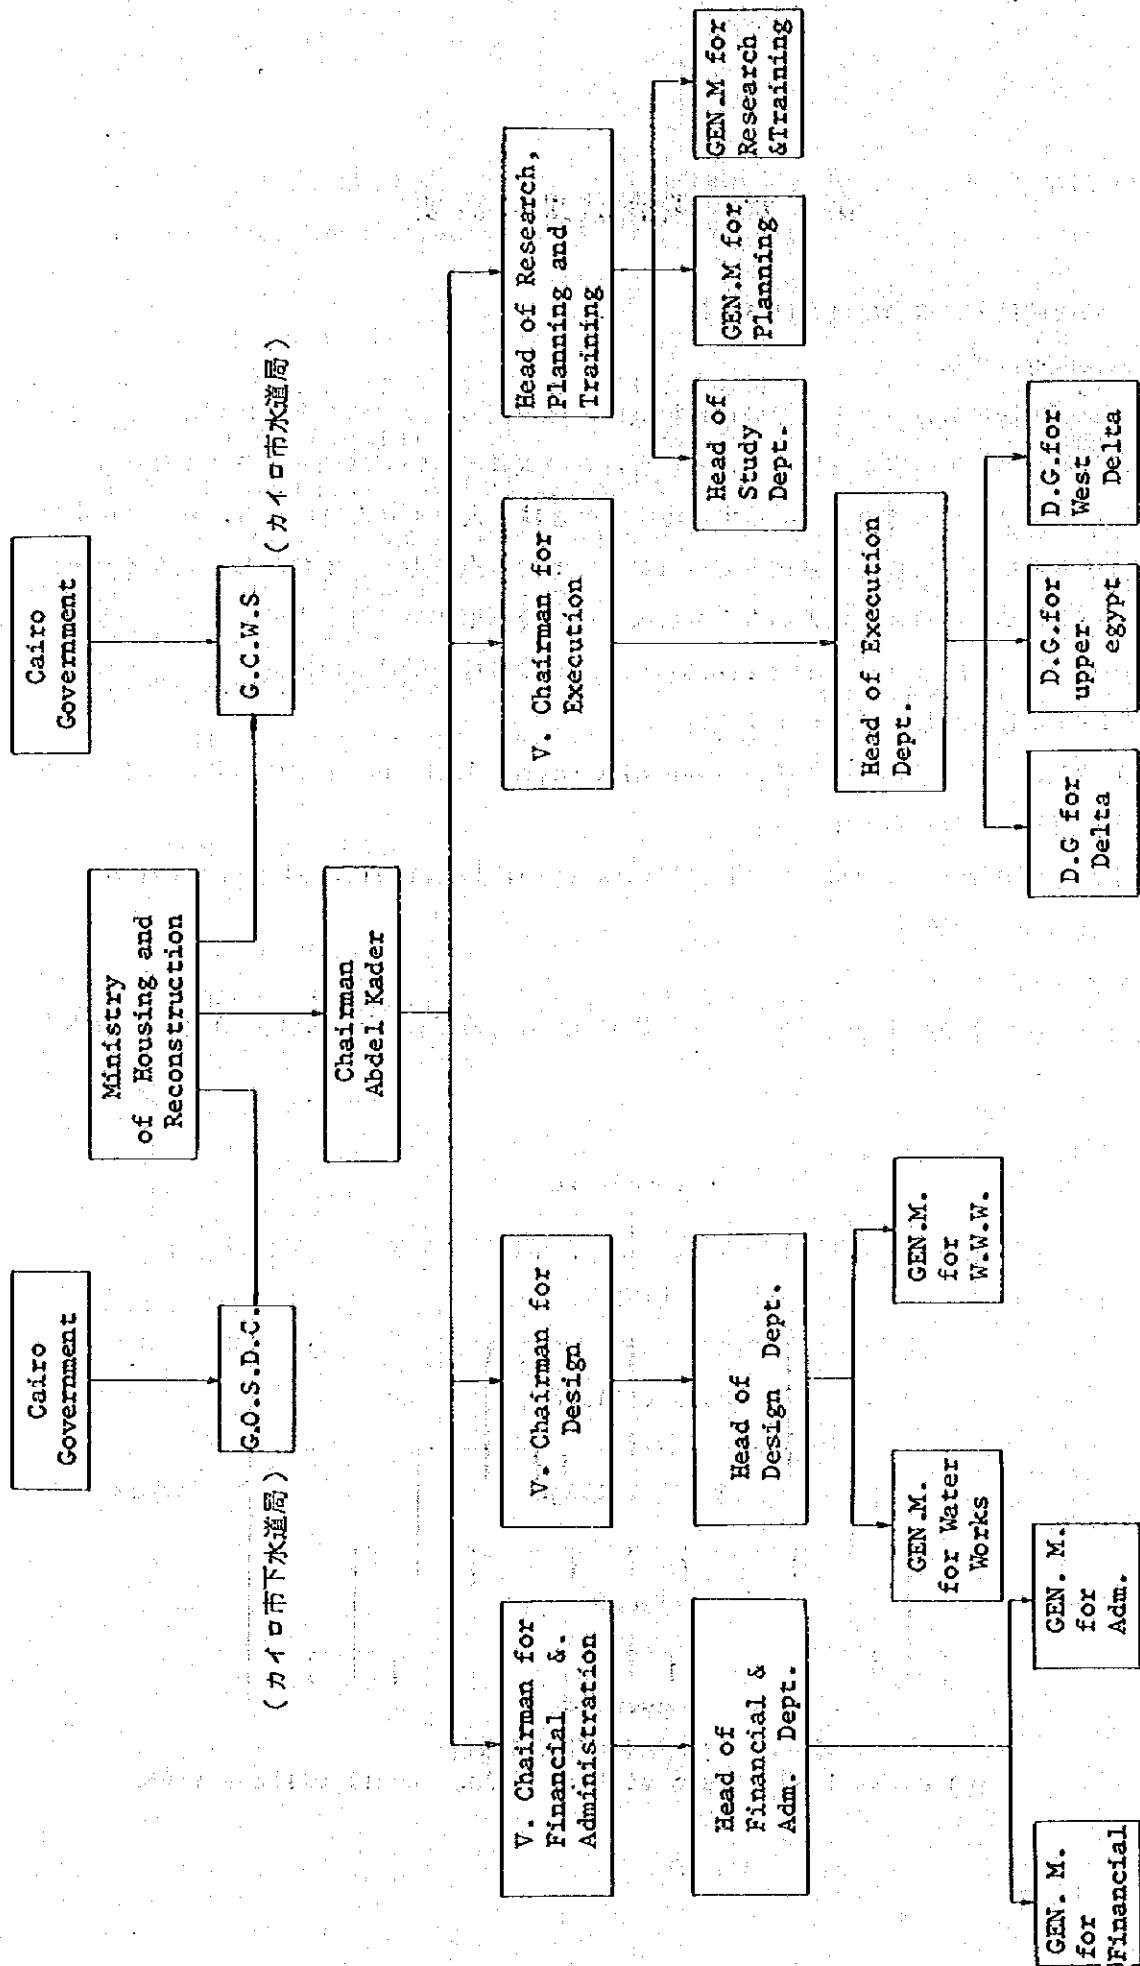 Cairo
Government
Cairo
Government
Ministry
of Housing and
Reconstruction
G.O.S.D.C.
(カイロ市下水道局)
G.C.W.S
(カイロ市水道局)
Chairman
Abdel Kader
V. Chairman for
Financial &.
Administration
V. Chairman for
Design
V. Chairman for
Execution
Head of Research,
Planning and
Training
Head of
Financial &
Adm. Dept.
Head of
Design Dept.
Head of
Study
Dept.
GEN.M for
Planning
GEN.M for
Research
&Training
Head of Execution
Dept.
GEN.M.
for Water
Works
GEN.M.
for
W.W.W.
GEN. M.
for
Financial
GEN. M.
for
Adm.
D.G for
Delta
D.G.for
upper
egypt
D.G.for
West
Delta